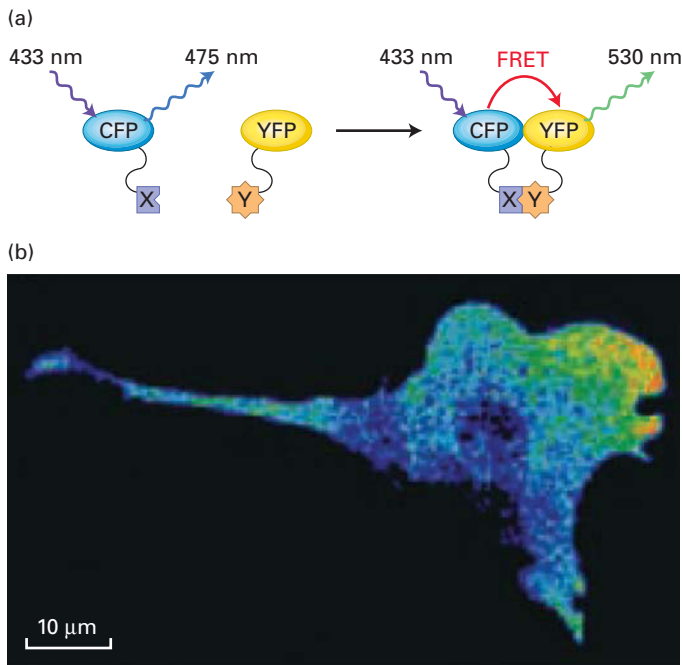 (a)
433 nm 475 nm 433 nm FRET 530 nm
CFP YFP CFP YFP
X Y X Y
(b)
10 μm